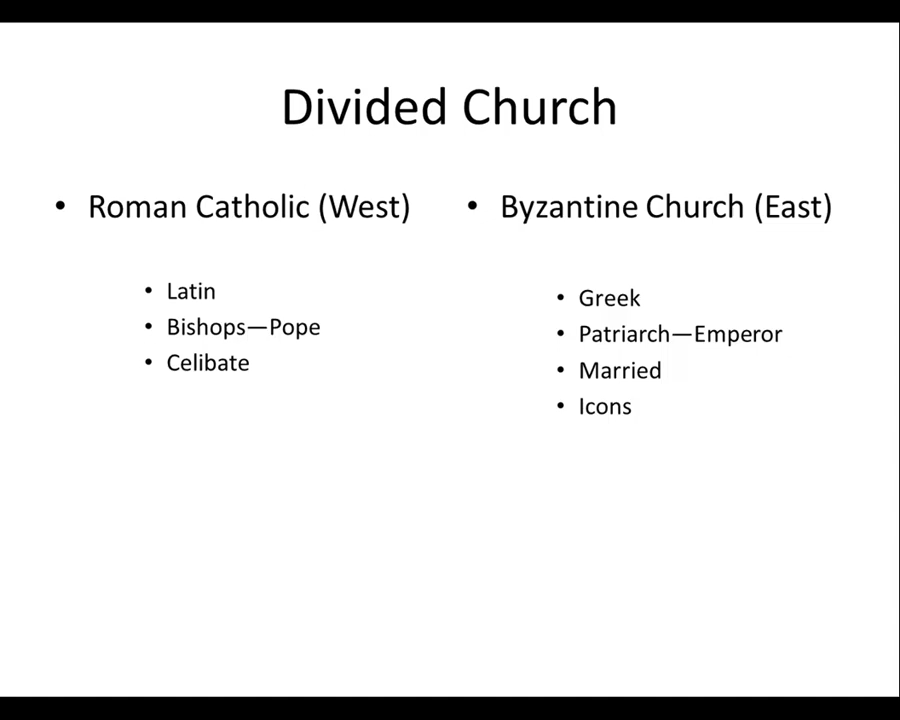 Divided Church
• Roman Catholic (West)
• Latin
• Bishops—Pope
• Celibate
• Byzantine Church (East)
• Greek
• Patriarch—Emperor
• Married
• Icons